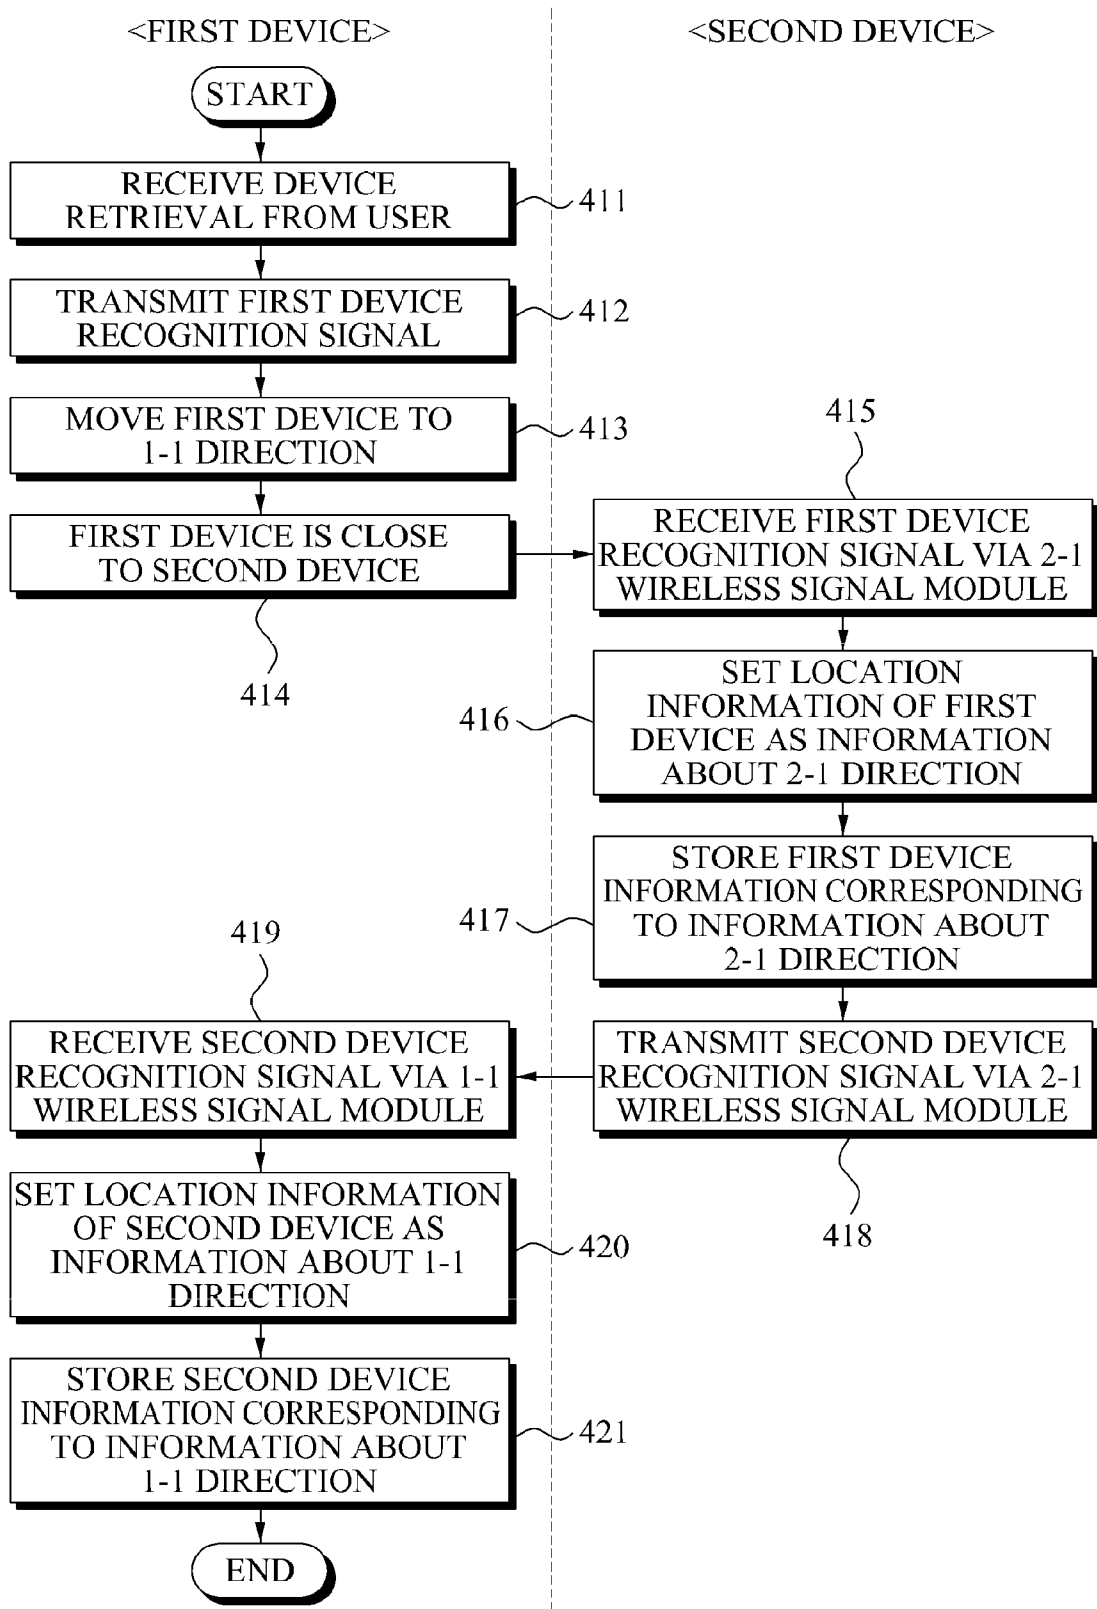 <FIRST DEVICE>
<SECOND DEVICE>
START
RECEIVE DEVICE
RETRIEVAL FROM USER
411
TRANSMIT FIRST DEVICE
RECOGNITION SIGNAL
412
MOVE FIRST DEVICE TO
1-1 DIRECTION
413
FIRST DEVICE IS CLOSE
TO SECOND DEVICE
414
415
RECEIVE FIRST DEVICE
RECOGNITION SIGNAL VIA 2-1
WIRELESS SIGNAL MODULE
416
SET LOCATION
INFORMATION OF FIRST
DEVICE AS INFORMATION
ABOUT 2-1 DIRECTION
417
STORE FIRST DEVICE
INFORMATION CORRESPONDING
TO INFORMATION ABOUT
2-1 DIRECTION
TRANSMIT SECOND DEVICE
RECOGNITION SIGNAL VIA 2-1
WIRELESS SIGNAL MODULE
418
419
RECEIVE SECOND DEVICE
RECOGNITION SIGNAL VIA 1-1
WIRELESS SIGNAL MODULE
SET LOCATION INFORMATION
OF SECOND DEVICE AS
INFORMATION ABOUT 1-1
DIRECTION
420
STORE SECOND DEVICE
INFORMATION CORRESPONDING
TO INFORMATION ABOUT
1-1 DIRECTION
421
END